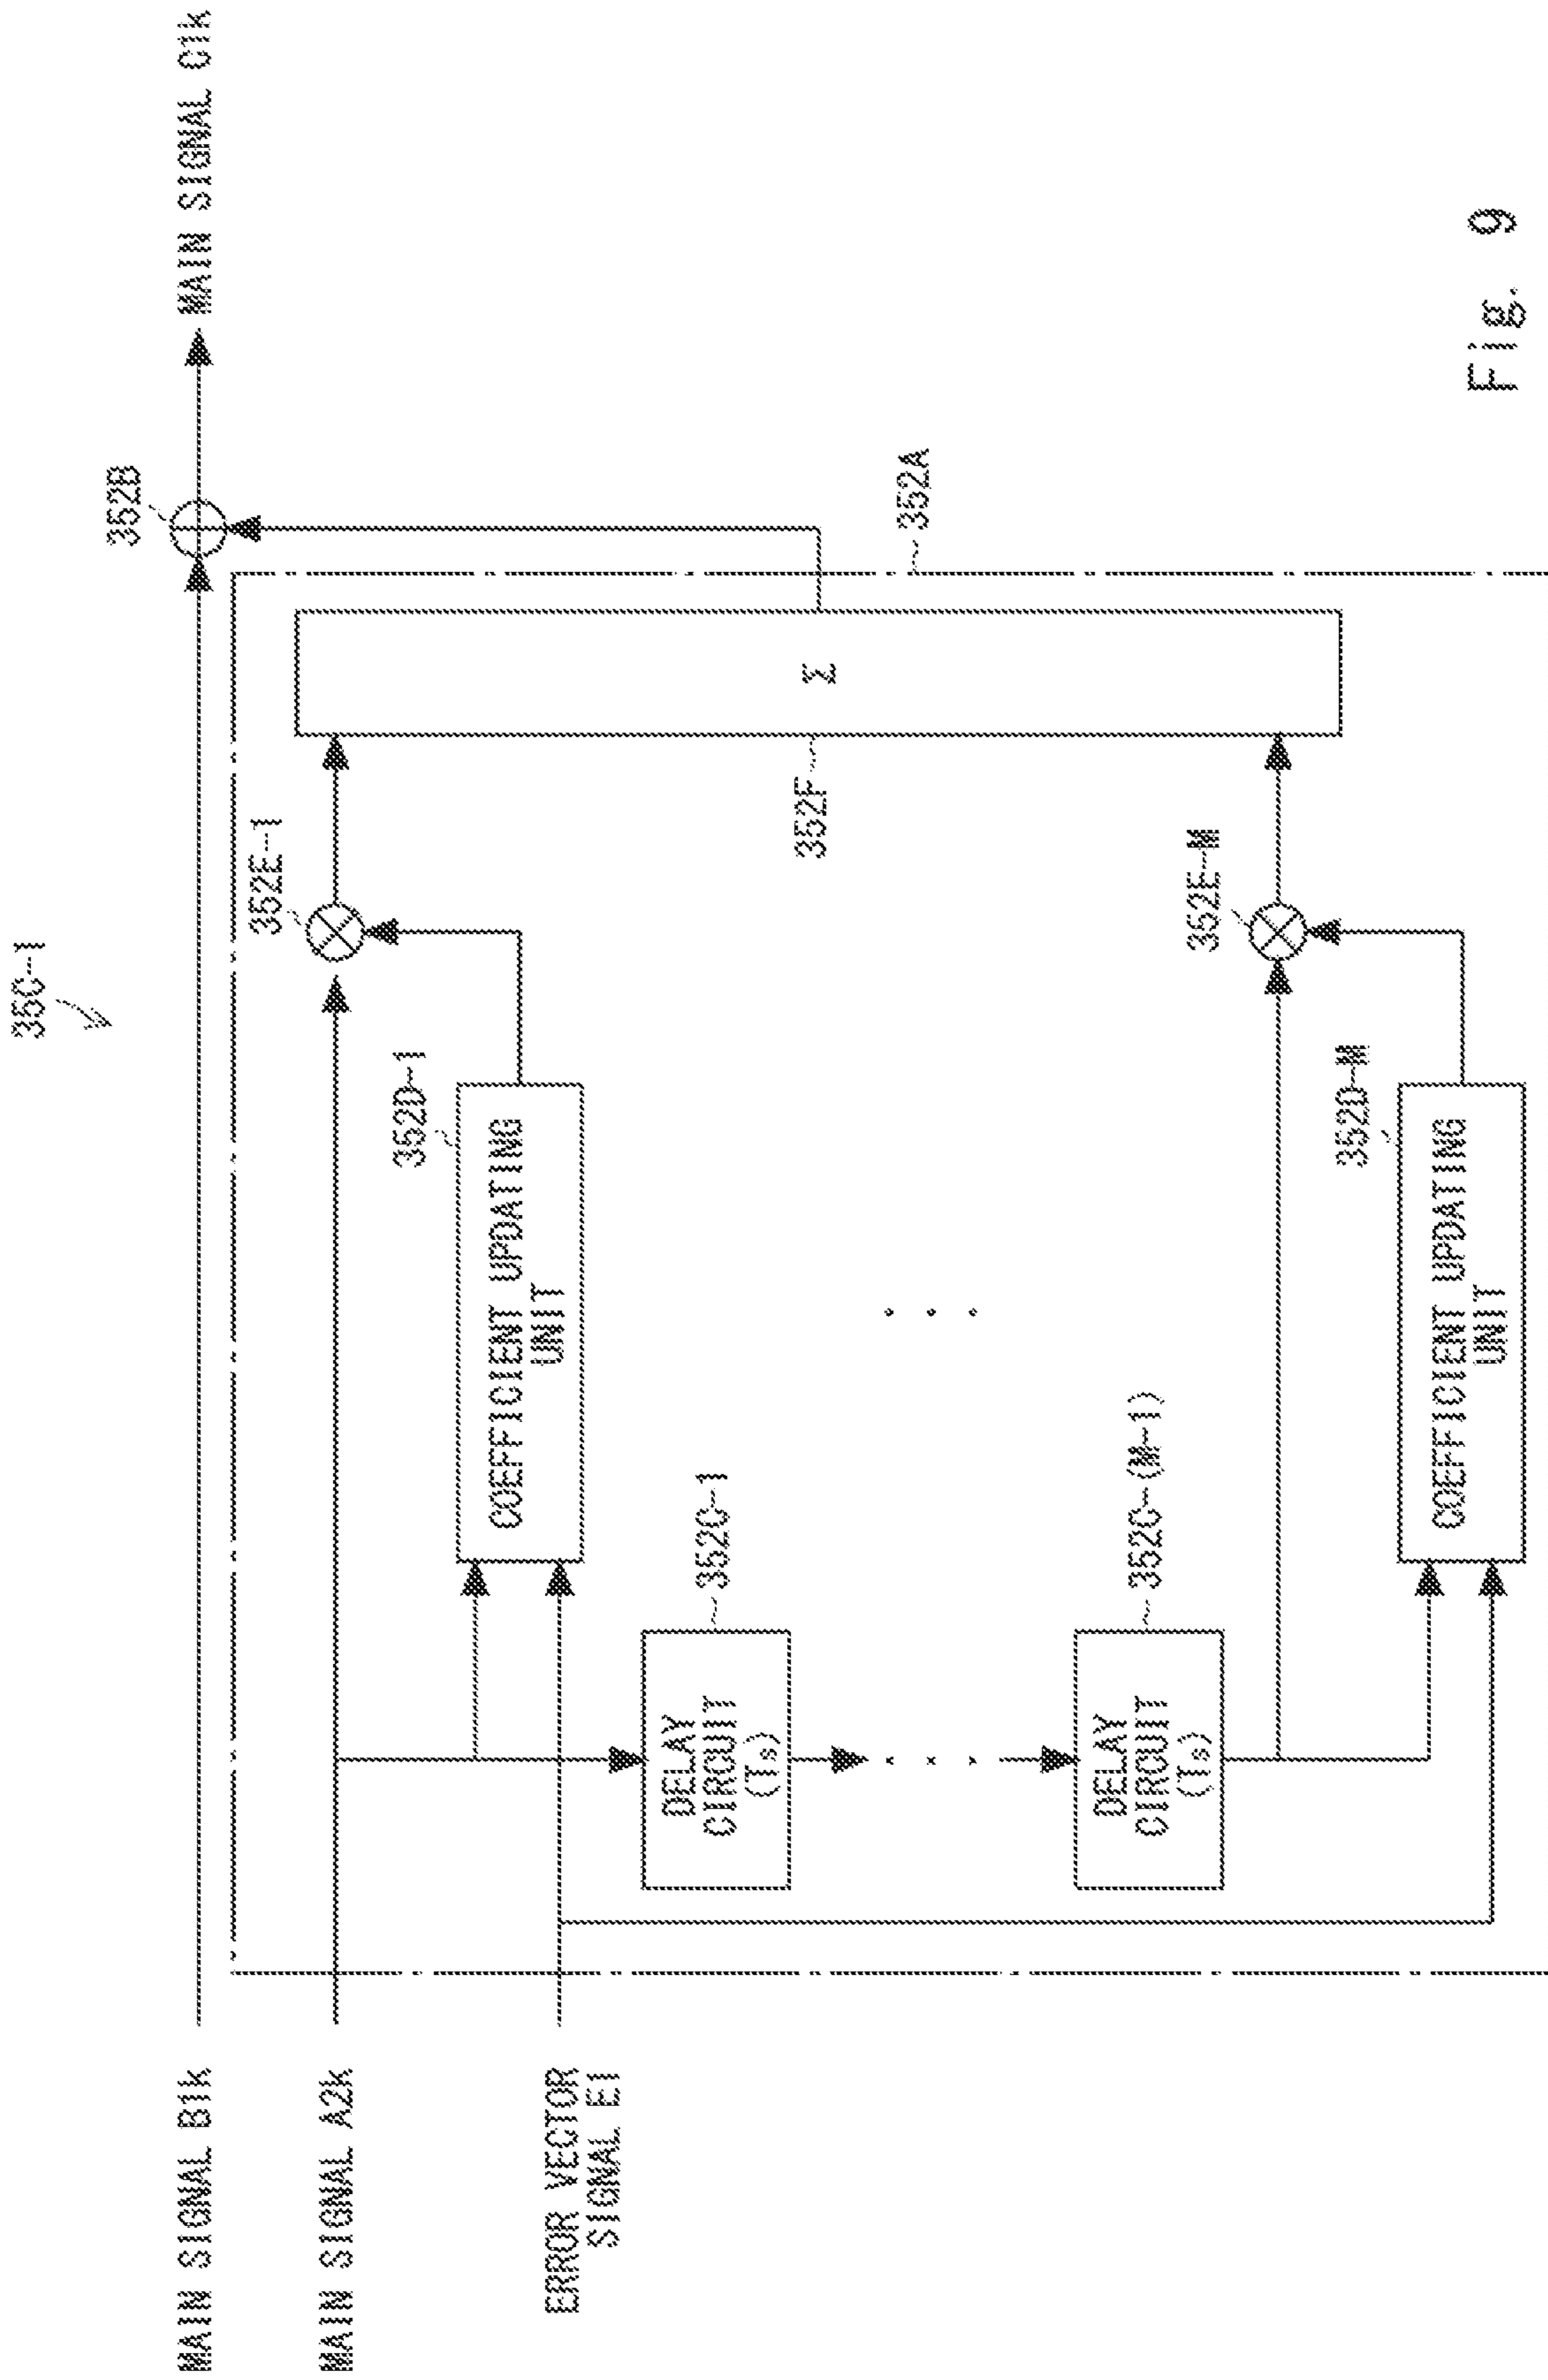 35C-1
MAIN SIGNAL B1k
352B
MAIN SIGNAL C1k
MAIN SIGNAL A2k
352E-1
ERROR VECTOR
SIGNAL E1
COEFFICIENT UPDATING
UNIT
352D-1
DELAY
CIRCUIT
(Ts)
352C-1
352F
Σ
352A
. . .
. . .
DELAY
CIRCUIT
(Ts)
352C-(M-1)
352E-M
COEFFICIENT UPDATING
UNIT
352D-M
Fig. 9